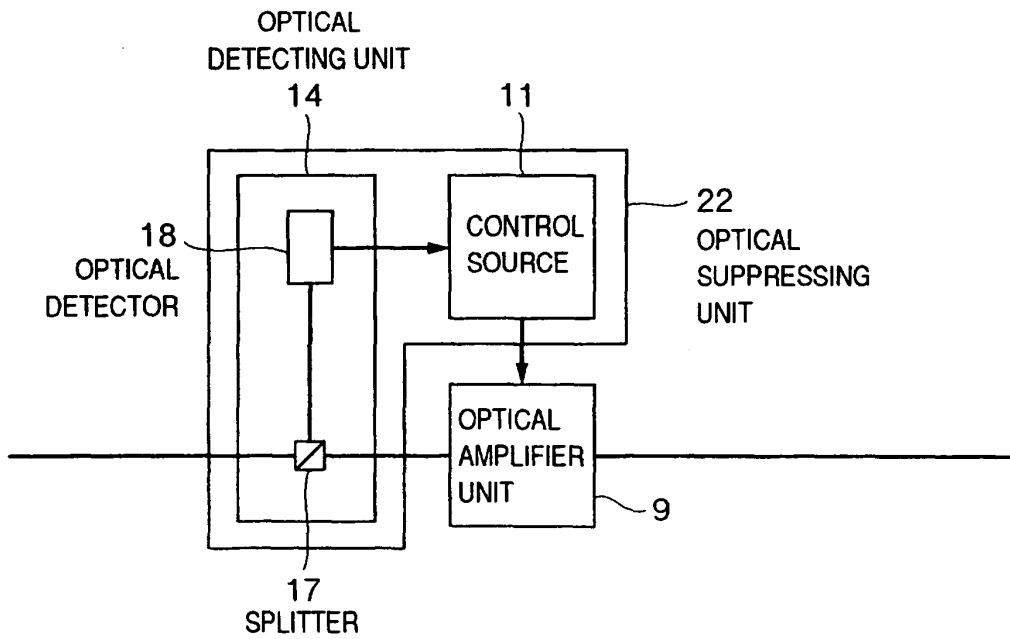 OPTICAL
DETECTING UNIT
14
11
18
OPTICAL
DETECTOR
CONTROL
SOURCE
22
OPTICAL
SUPPRESSING
UNIT
OPTICAL
AMPLIFIER
UNIT
9
17
SPLITTER